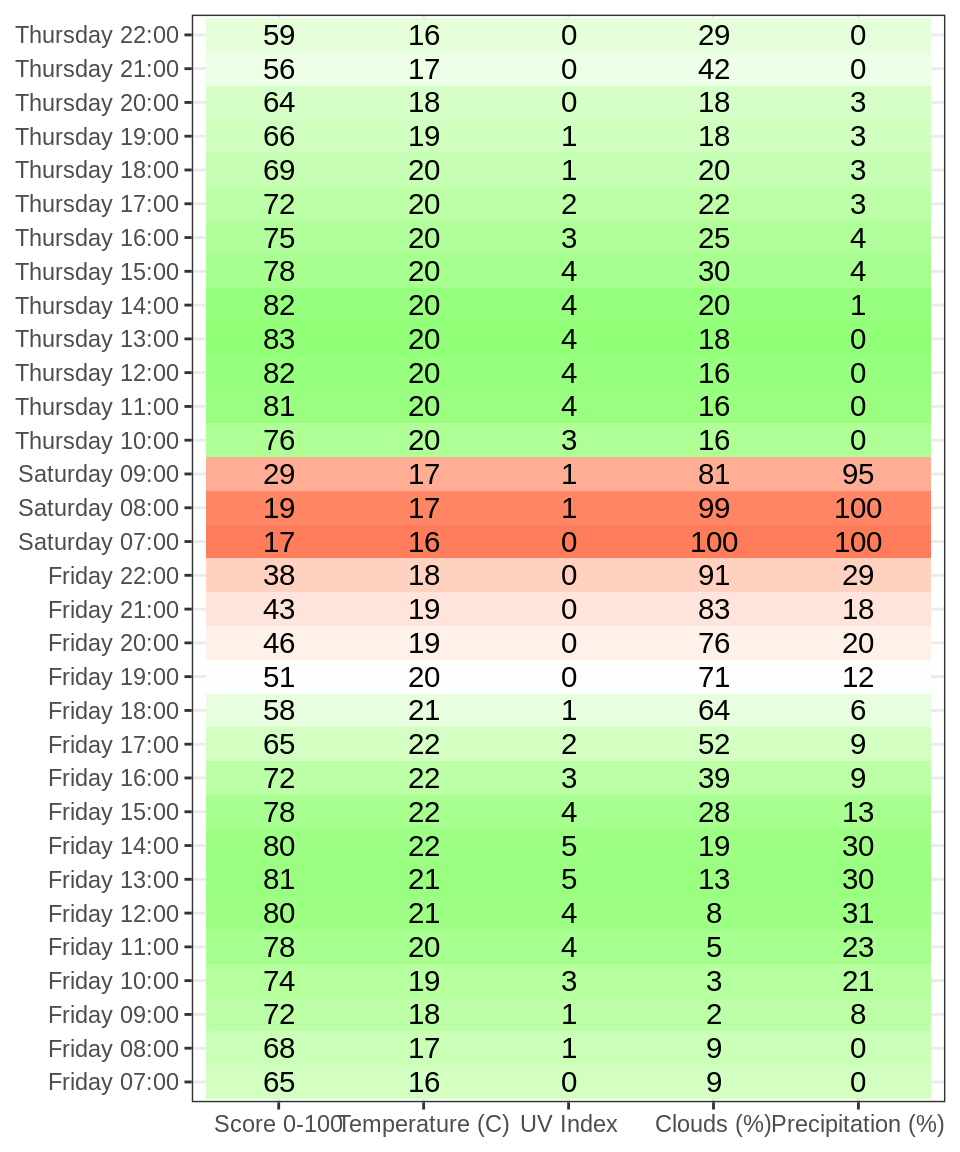 Thursday 22:00 59 16 0 29 0
Thursday 21:00 56 17 0 42 0
Thursday 20:00 64 18 0 18 3
Thursday 19:00 66 19 1 18 3
Thursday 18:00 69 20 1 20 3
Thursday 17:00 72 20 2 22 3
Thursday 16:00 75 20 3 25 4
Thursday 15:00 78 20 4 30 4
Thursday 14:00 82 20 4 20 1
Thursday 13:00 83 20 4 18 0
Thursday 12:00 82 20 4 16 0
Thursday 11:00 81 20 4 16 0
Thursday 10:00 76 20 3 16 0
Saturday 09:00 29 17 1 81 95
Saturday 08:00 19 17 1 99 100
Saturday 07:00 17 16 0 100 100
Friday 22:00 38 18 0 91 29
Friday 21:00 43 19 0 83 18
Friday 20:00 46 19 0 76 20
Friday 19:00 51 20 0 71 12
Friday 18:00 58 21 1 64 6
Friday 17:00 65 22 2 52 9
Friday 16:00 72 22 3 39 9
Friday 15:00 78 22 4 28 13
Friday 14:00 80 22 5 19 30
Friday 13:00 81 21 5 13 30
Friday 12:00 80 21 4 8 31
Friday 11:00 78 20 4 5 23
Friday 10:00 74 19 3 3 21
Friday 09:00 72 18 1 2 8
Friday 08:00 68 17 1 9 0
Friday 07:00 65 16 0 9 0
Score 0-100 Temperature (C) UV Index Clouds (%) Precipitation (%)